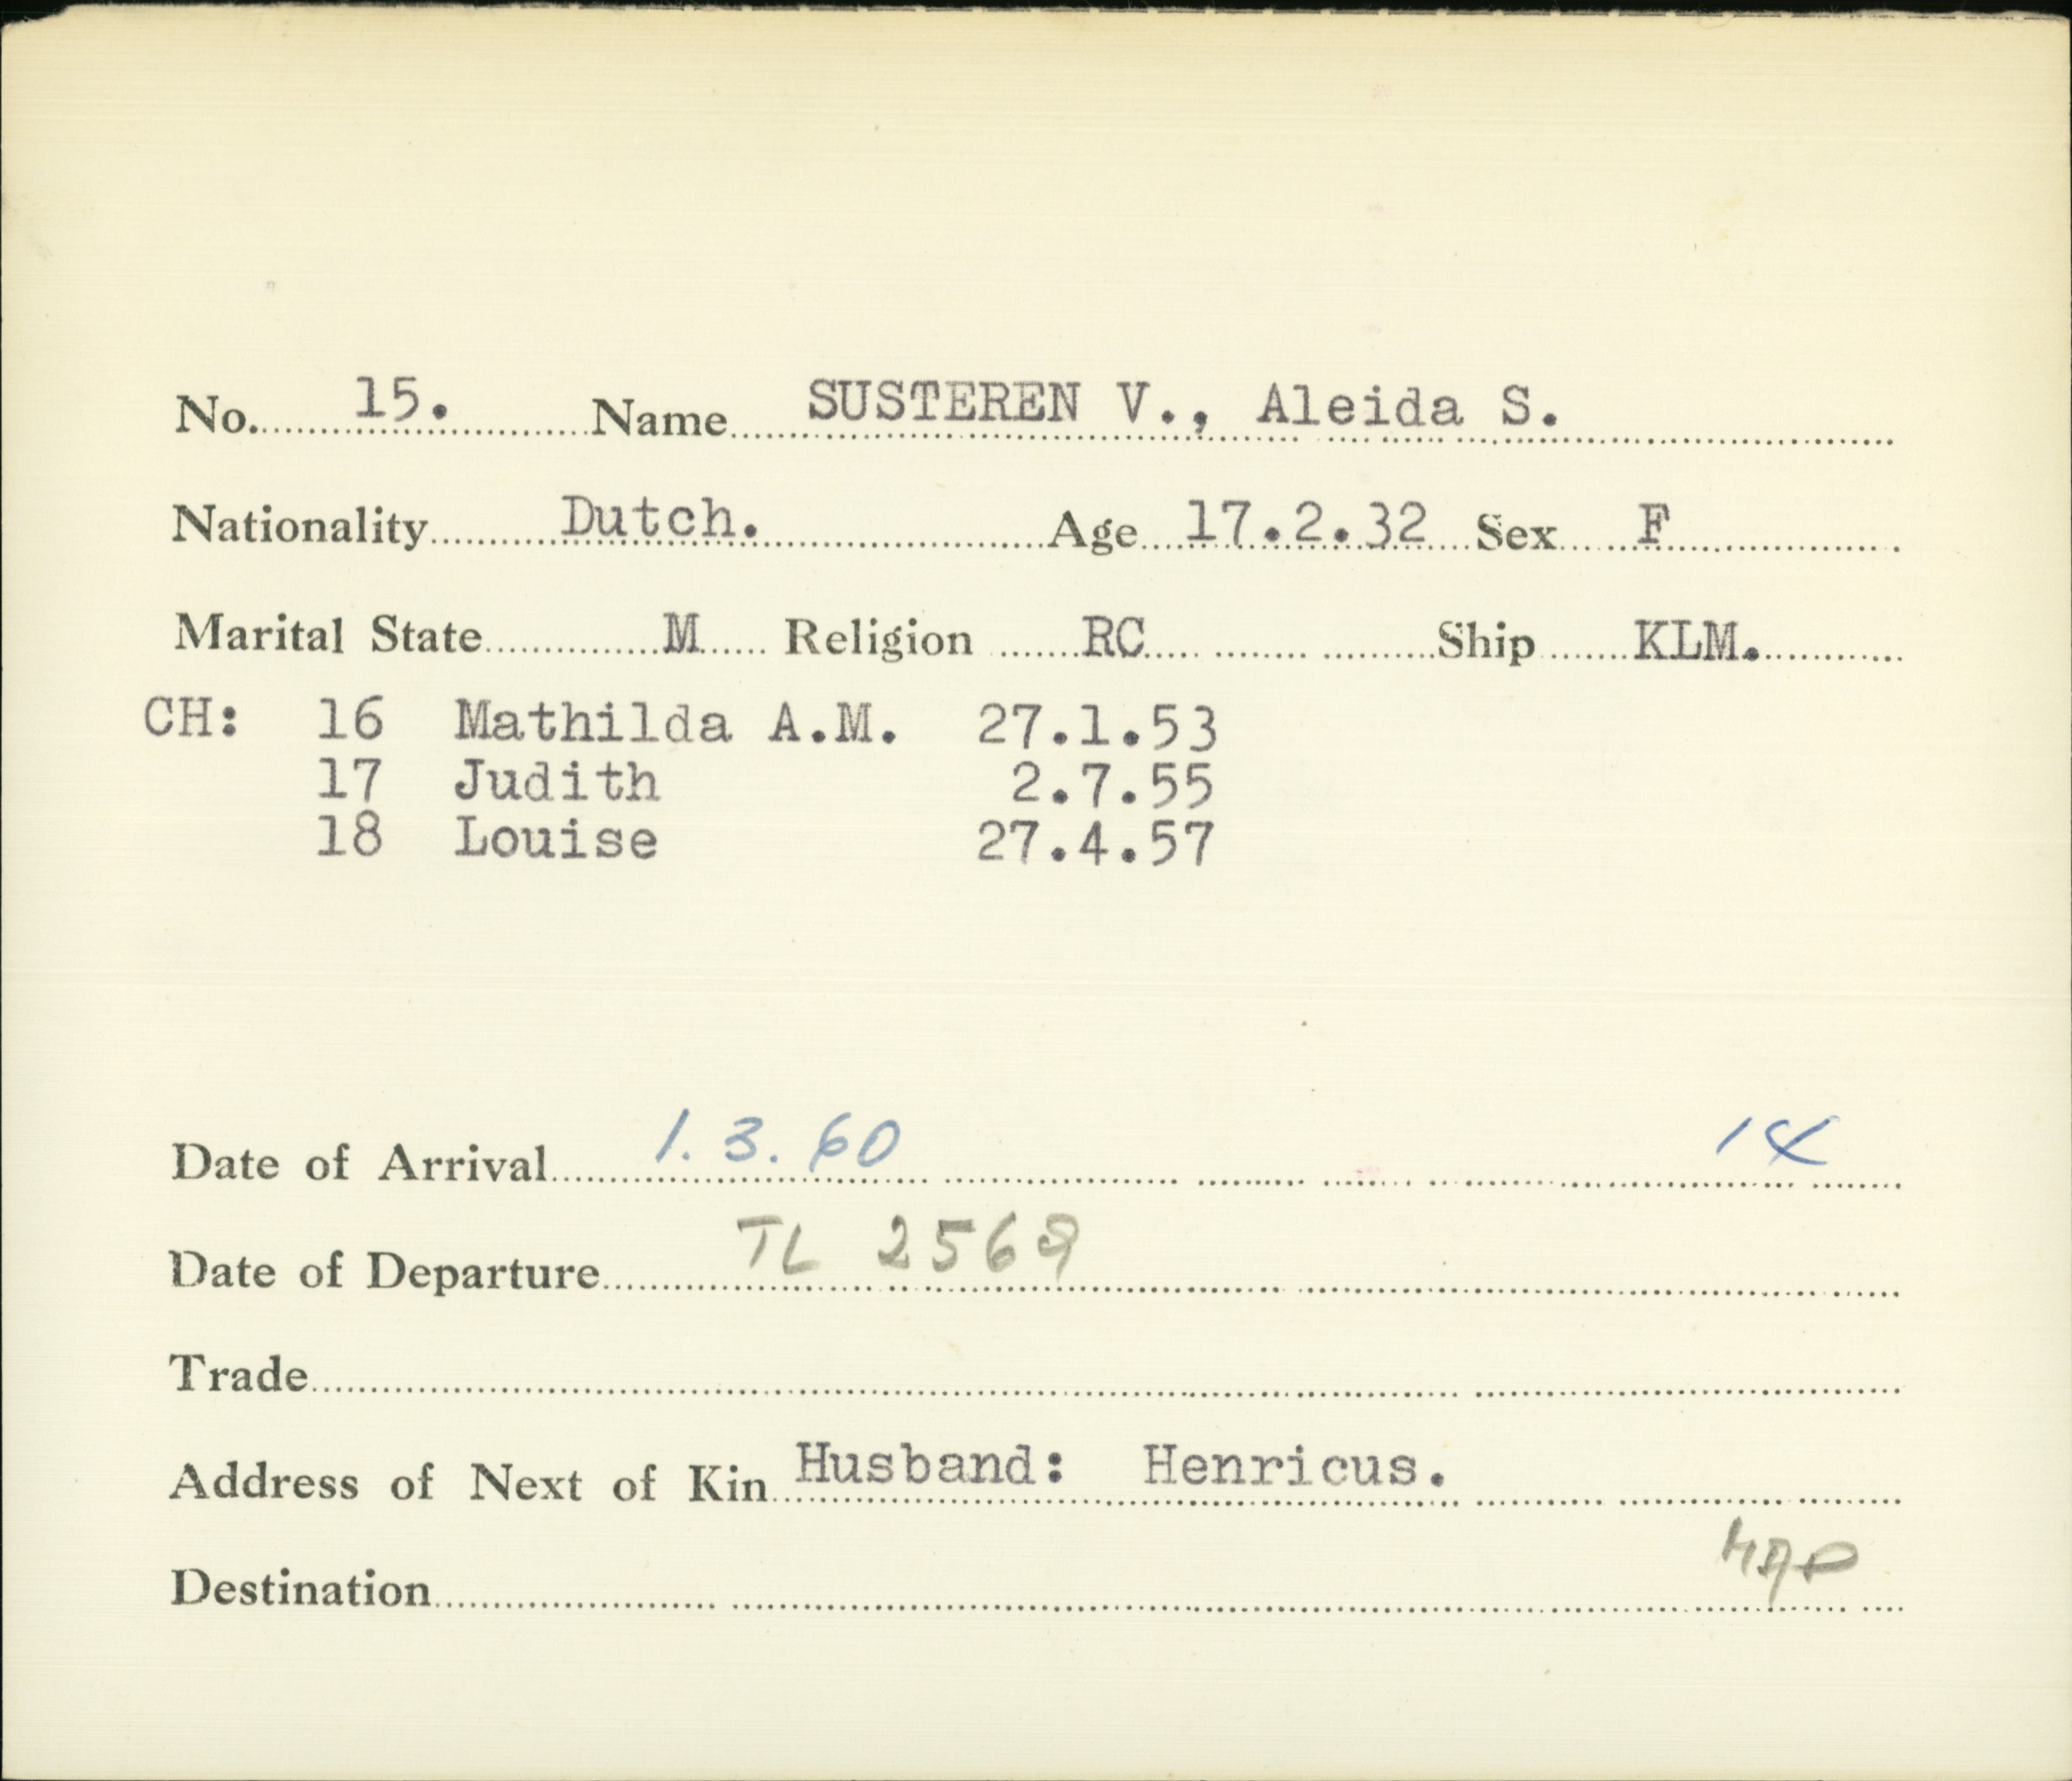 No. 15. Name SUSTEREN V., Aleida S.
Nationality Dutch. Age 17.2.32 Sex F
Marital State M Religion RC Ship KLM.
CH: 16 Mathilda A.M. 27.1.53
17 Judith 2.7.55
18 Louise 27.4.57
Date of Arrival 1.3.60 14
Date of Departure TL 2569
Trade
Address of Next of Kin Husband: Henricus.
Destination